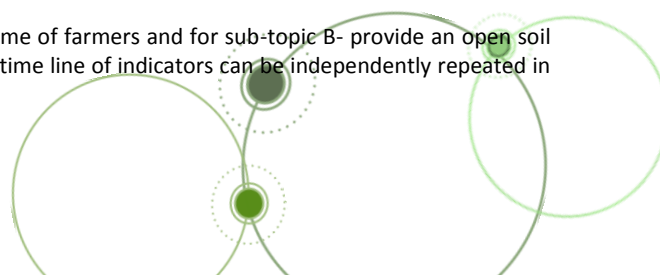 me of farmers and for sub-topic B- provide an open soil
time line of indicators can be independently repeated in